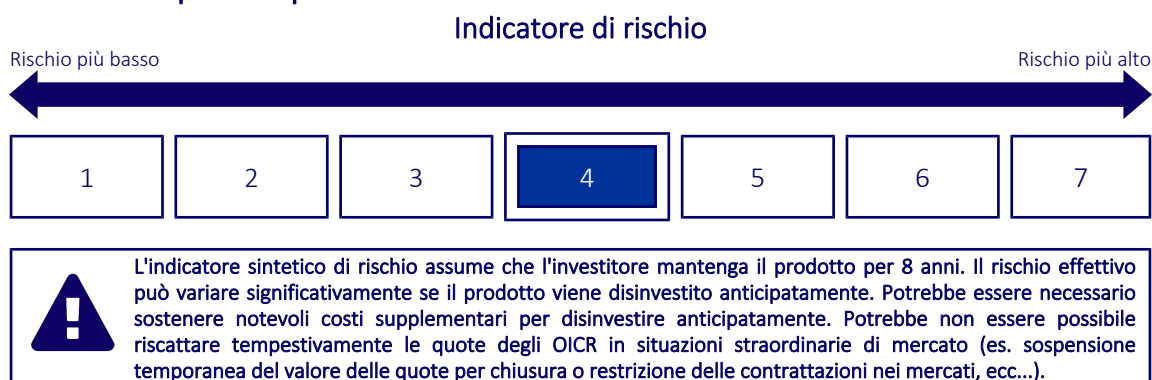 Indicatore di rischio
Rischio più basso
Rischio più alto
1
2
3
4
5
6
7
L'indicatore sintetico di rischio assume che l'investitore mantenga il prodotto per 8 anni. Il rischio effettivo
può variare significativamente se il prodotto viene disinvestito anticipatamente. Potrebbe essere necessario
sostenere notevoli costi supplementari per disinvestire anticipatamente. Potrebbe non essere possibile
riscattare tempestivamente le quote degli OICR in situazioni straordinarie di mercato (es. sospensione
temporanea del valore delle quote per chiusura o restrizione delle contrattazioni nei mercati, ecc...).